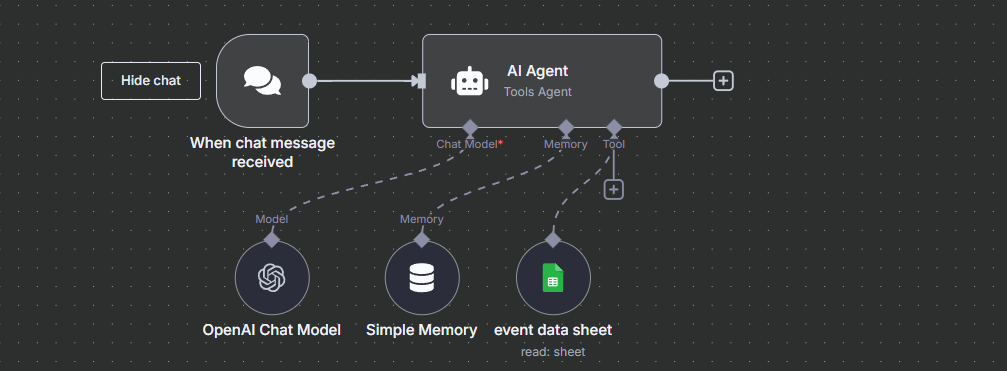 Hide chat
AI Agent
Tools Agent
When chat message
received
Chat Model*
Memory
Tool
Model
Memory
OpenAI Chat Model
Simple Memory
event data sheet
read: sheet